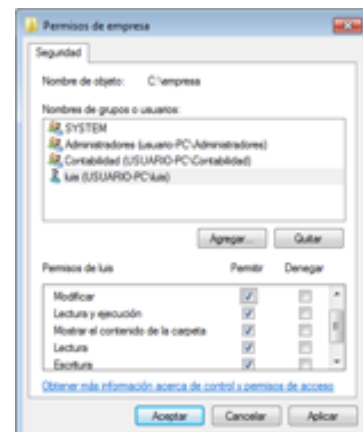 Permisos de empresa
Seguridad
Nombre de objeto: C:\empresa
Nombres de grupos o usuarios:
SYSTEM
Administradores (usuario-PC\Administradores)
Contabilidad (USUARIO-PC\Contabilidad)
luis (USUARIO-PC\luis)
Agregar... Quitar
Permisos de luis Permitir Denegar
Modificar
Lectura y ejecución
Mostrar el contenido de la carpeta
Lectura
Escritura
Obtener más información acerca de control y permisos de acceso
Aceptar Cancelar Aplicar